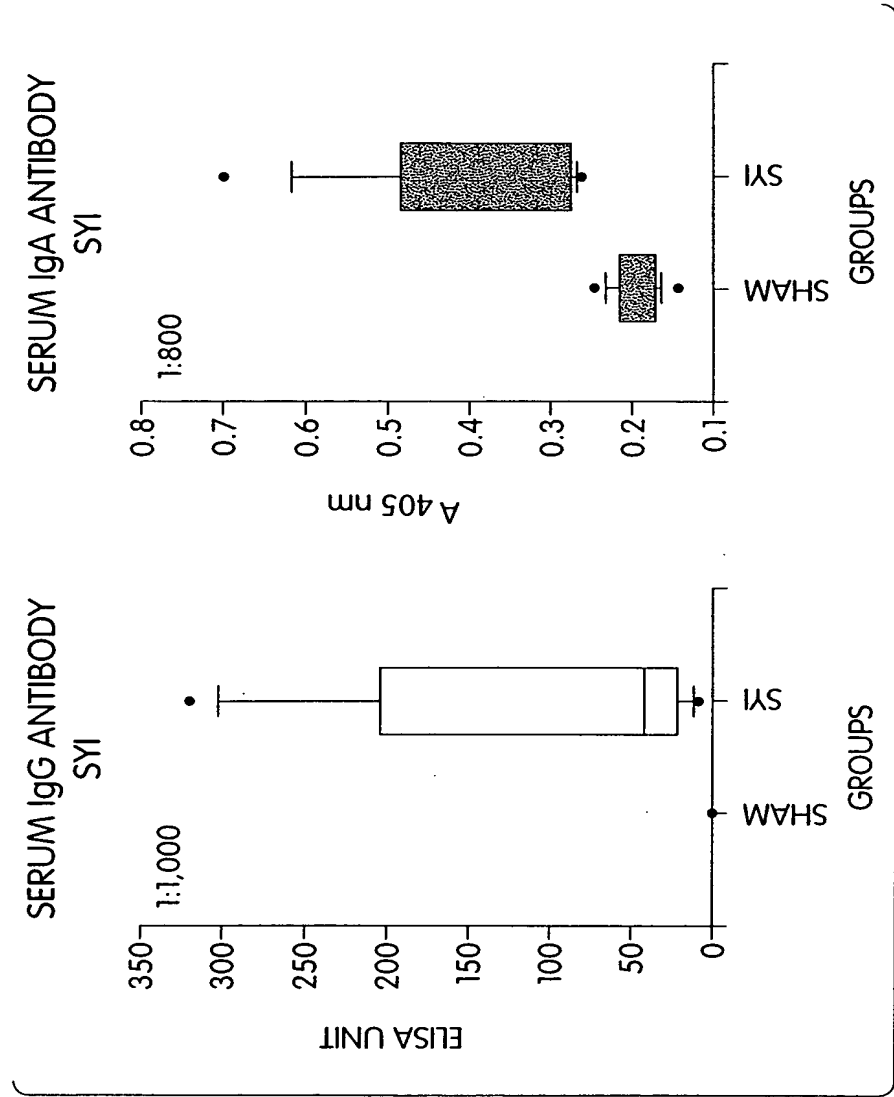 SERUM IgG ANTIBODY
SYI
1:1,000
350
300
250
200
150
100
50
0
ELISA UNIT
SHAM
SYI
GROUPS
SERUM IgA ANTIBODY
SYI
1:800
0.8
0.7
0.6
0.5
0.4
0.3
0.2
0.1
A 405 nm
SHAM
SYI
GROUPS